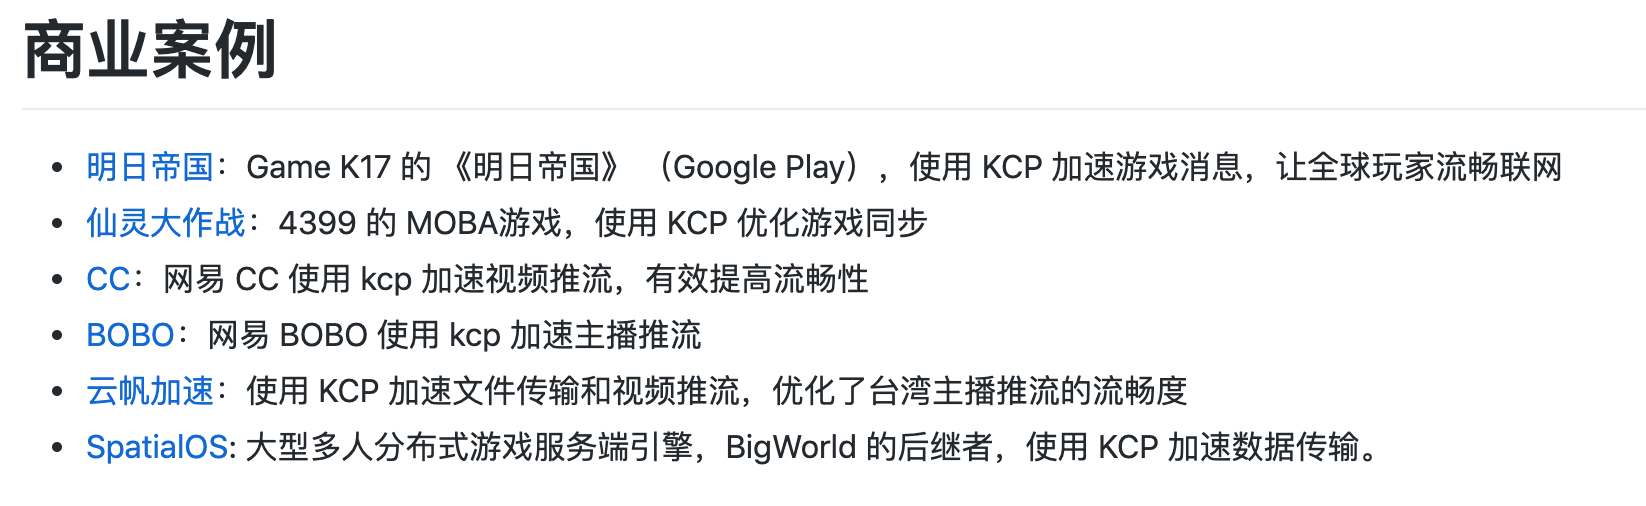 商业案例
明日帝国：Game K17 的 《明日帝国》 （Google Play），使用 KCP 加速游戏消息，让全球玩家流畅联网
仙灵大作战：4399 的 MOBA游戏，使用 KCP 优化游戏同步
CC：网易 CC 使用 kcp 加速视频推流，有效提高流畅性
BOBO：网易 BOBO 使用 kcp 加速主播推流
云帆加速：使用 KCP 加速文件传输和视频推流，优化了台湾主播推流的流畅度
SpatialOS: 大型多人分布式游戏服务端引擎，BigWorld 的后继者，使用 KCP 加速数据传输。